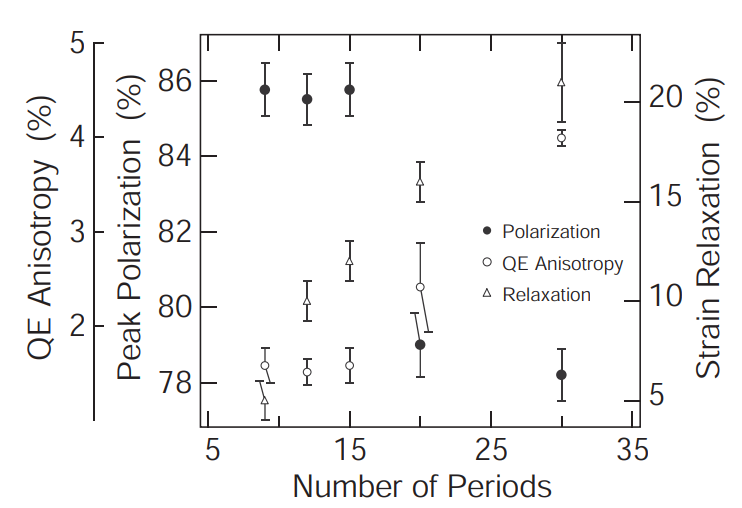 QE Anisotropy (%)
5
4
3
2
Peak Polarization (%)
86
84
82
80
78
Polarization
QE Anisotropy
Relaxation
20
15
10
5
Strain Relaxation (%)
5 15 25 35
Number of Periods